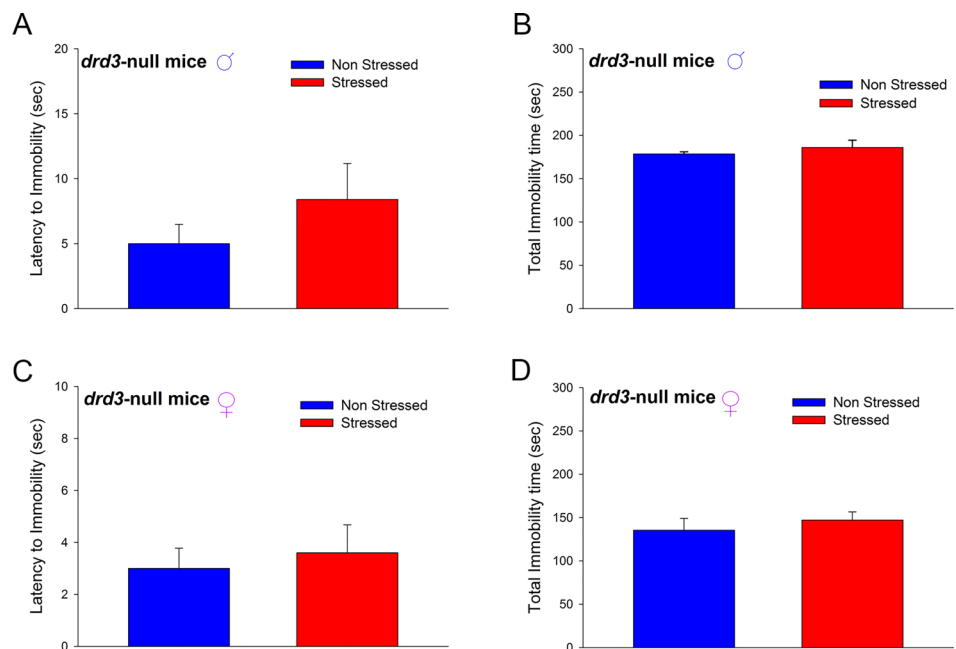 A
drd3-null mice ♂
Non Stressed
Stressed
Latency to Immobility (sec)
20
15
10
5
0
B
drd3-null mice ♂
Non Stressed
Stressed
Total Immobility time (sec)
300
250
200
150
100
50
0
C
drd3-null mice ♀
Non Stressed
Stressed
Latency to Immobility (sec)
10
8
6
4
2
0
D
drd3-null mice ♀
Non Stressed
Stressed
Total Immobility time (sec)
300
250
200
150
100
50
0